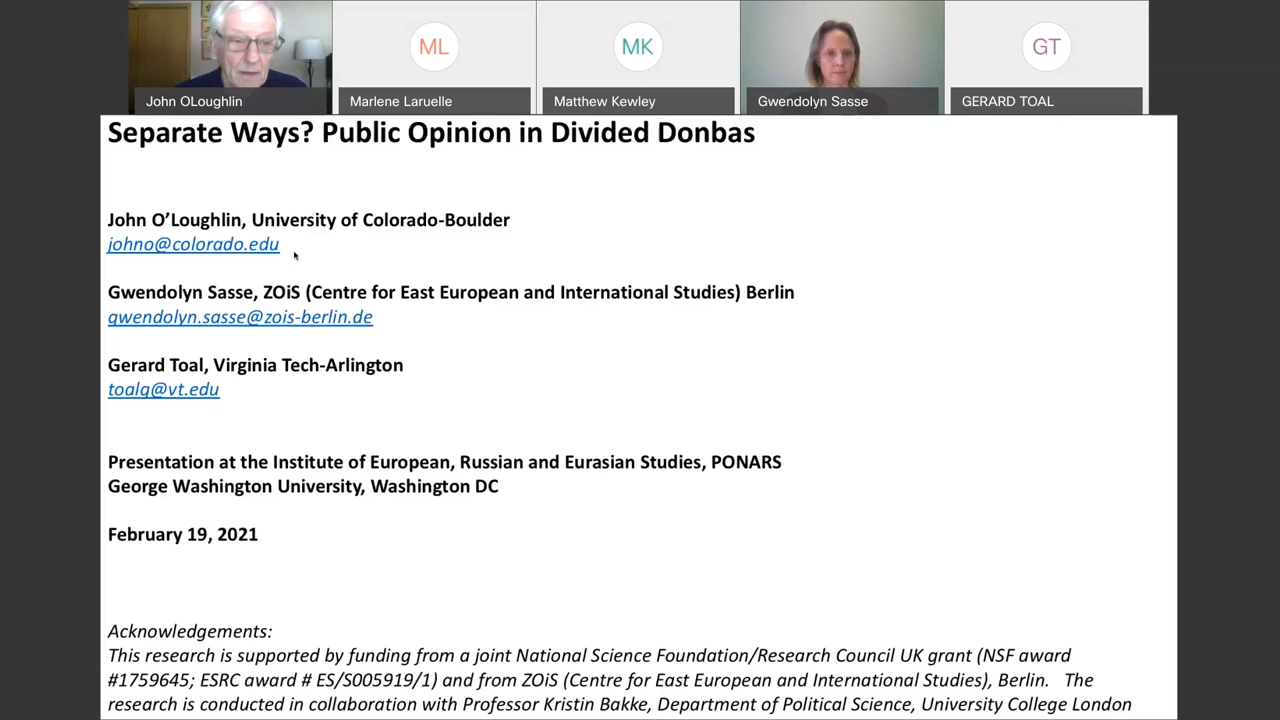 ML
MK
GT
John OLoughlin
Marlene Laruelle
Matthew Kewley
Gwendolyn Sasse
GERARD TOAL
Separate Ways? Public Opinion in Divided Donbas
John O'Loughlin, University of Colorado-Boulder
johno@colorado.edu
Gwendolyn Sasse, ZOiS (Centre for East European and International Studies) Berlin
gwendolyn.sasse@zois-berlin.de
Gerard Toal, Virginia Tech-Arlington
toalg@vt.edu
Presentation at the Institute of European, Russian and Eurasian Studies, PONARS
George Washington University, Washington DC
February 19, 2021
Acknowledgements:
This research is supported by funding from a joint National Science Foundation/Research Council UK grant (NSF award
#1759645; ESRC award # ES/S005919/1) and from ZOiS (Centre for East European and International Studies), Berlin. The
research is conducted in collaboration with Professor Kristin Bakke, Department of Political Science, University College London